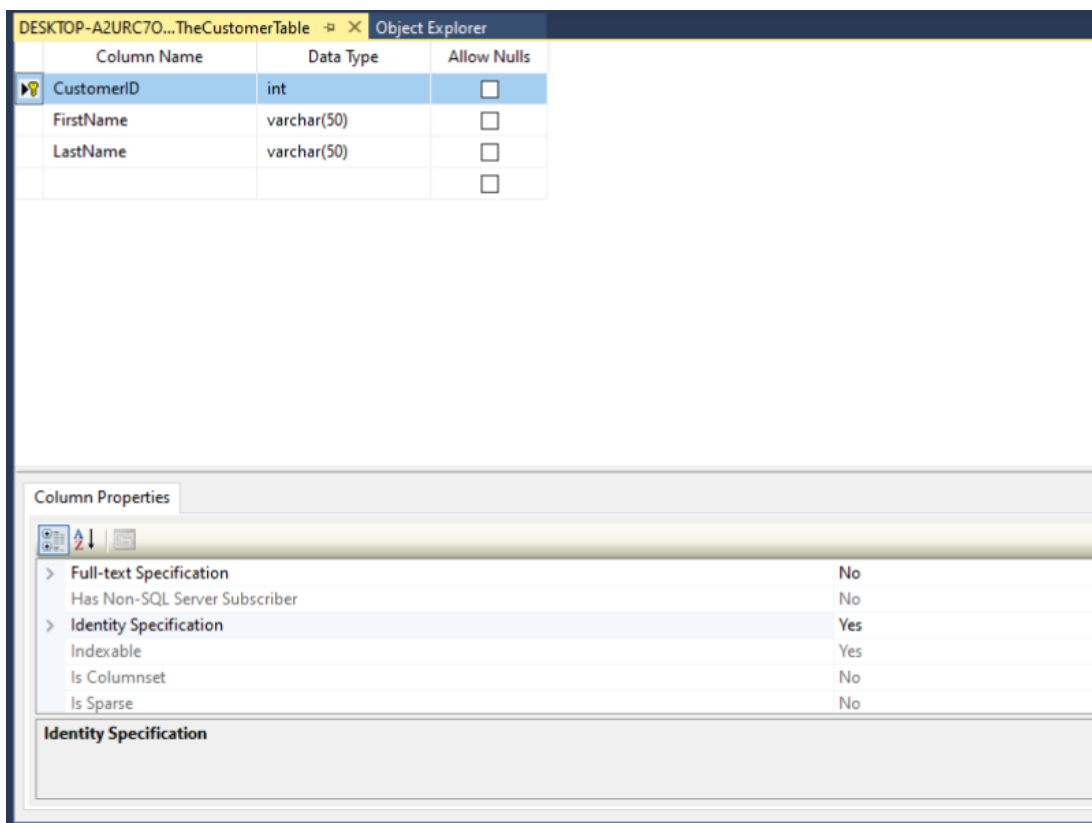 DESKTOP-A2URC7O...TheCustomerTable Object Explorer
Column Name Data Type Allow Nulls
CustomerID int
FirstName varchar(50)
LastName varchar(50)
Column Properties
Full-text Specification No
Has Non-SQL Server Subscriber No
Identity Specification Yes
Indexable Yes
Is Columnset No
Is Sparse No
Identity Specification